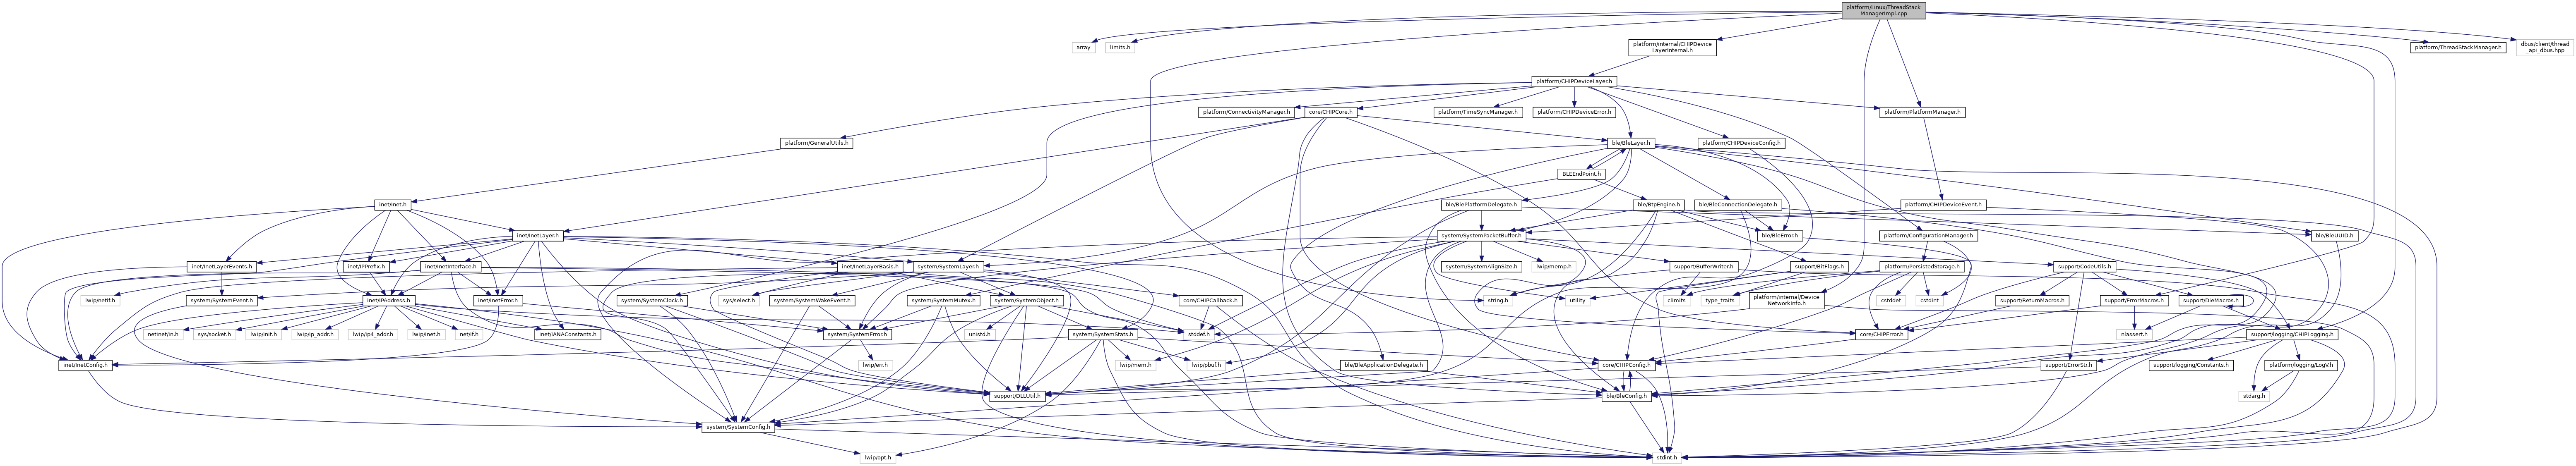 platform/Linux/ThreadStack
ManagerImpl.cpp
array
limits.h
platform/internal/CHIPDevice
LayerInternal.h
platform/ThreadStackManager.h
dbus/client/thread
_api_dbus.hpp
platform/CHIPDeviceLayer.h
platform/ConnectivityManager.h
core/CHIPCore.h
platform/TimeSyncManager.h
platform/CHIPDeviceError.h
platform/PlatformManager.h
platform/GeneralUtils.h
ble/BleLayer.h
platform/CHIPDeviceConfig.h
BLEEndPoint.h
inet/Inet.h
ble/BlePlatformDelegate.h
ble/BtpEngine.h
ble/BleConnectionDelegate.h
platform/CHIPDeviceEvent.h
inet/InetLayer.h
system/SystemPacketBuffer.h
ble/BleError.h
platform/ConfigurationManager.h
ble/BleUUID.h
inet/InetLayerEvents.h
inet/IPPrefix.h
inet/InetInterface.h
inet/InetLayerBasis.h
system/SystemLayer.h
system/SystemAlignSize.h
lwip/memp.h
support/BufferWriter.h
support/BitFlags.h
platform/PersistedStorage.h
support/CodeUtils.h
lwip/netif.h
system/SystemEvent.h
inet/IPAddress.h
inet/InetError.h
system/SystemClock.h
sys/select.h
system/SystemWakeEvent.h
system/SystemMutex.h
system/SystemObject.h
core/CHIPCallback.h
string.h
utility
climits
type_traits
platform/internal/Device
NetworkInfo.h
cstddef
cstdint
support/ReturnMacros.h
support/ErrorMacros.h
support/DieMacros.h
netinet/in.h
sys/socket.h
lwip/init.h
lwip/ip_addr.h
lwip/ip4_addr.h
lwip/inet.h
net/if.h
inet/IANAConstants.h
system/SystemError.h
unistd.h
system/SystemStats.h
stddef.h
core/CHIPError.h
nlassert.h
support/logging/CHIPLogging.h
inet/InetConfig.h
lwip/err.h
lwip/mem.h
lwip/pbuf.h
ble/BleApplicationDelegate.h
core/CHIPConfig.h
support/ErrorStr.h
support/logging/Constants.h
platform/logging/LogV.h
support/DLLUtil.h
ble/BleConfig.h
stdarg.h
system/SystemConfig.h
lwip/opt.h
stdint.h